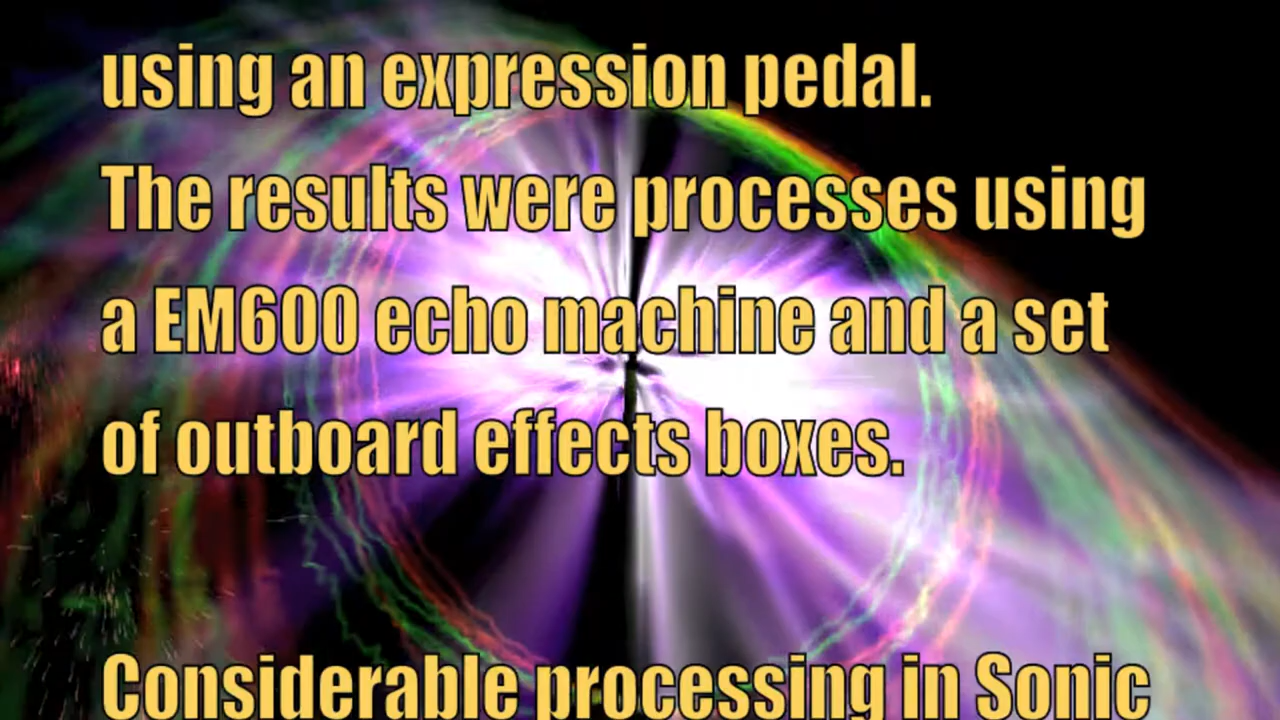 using an expression pedal.
The results were processes using
a EM600 echo machine and a set
of outboard effects boxes.
Considerable processing in Sonic